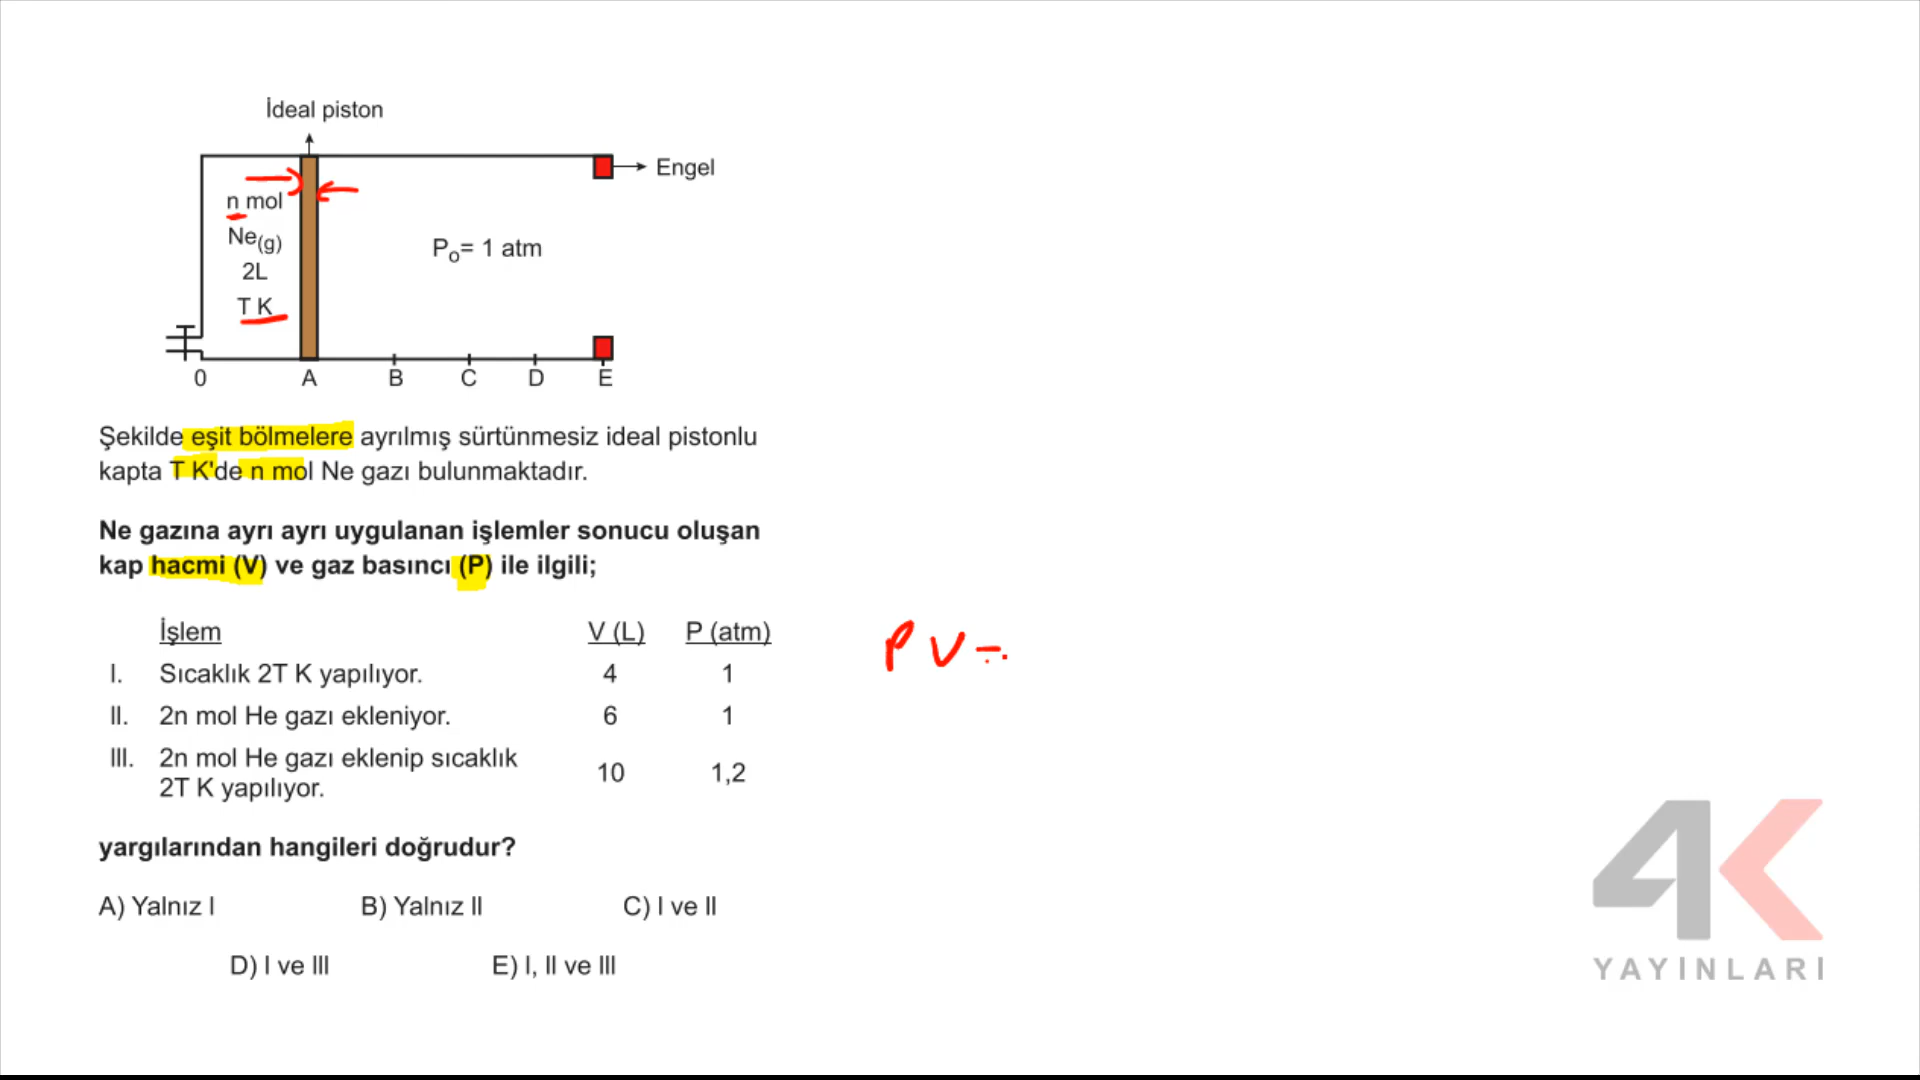 İdeal piston
Engel
n mol
Ne(g)
2L
T K
Po= 1 atm
0 A B C D E
Şekilde eşit bölmelere ayrılmış sürtünmesiz ideal pistonlu
kapta T K'de n mol Ne gazı bulunmaktadır.
Ne gazına ayrı ayrı uygulanan işlemler sonucu oluşan
kap hacmi (V) ve gaz basıncı (P) ile ilgili;
İşlem V (L) P (atm)
I. Sıcaklık 2T K yapılıyor. 4 1
II. 2n mol He gazı ekleniyor. 6 1
III. 2n mol He gazı eklenip sıcaklık
2T K yapılıyor. 10 1,2
P V =
yargılarından hangileri doğrudur?
A) Yalnız I B) Yalnız II C) I ve II
D) I ve III E) I, II ve III
4K
YAYINLARI